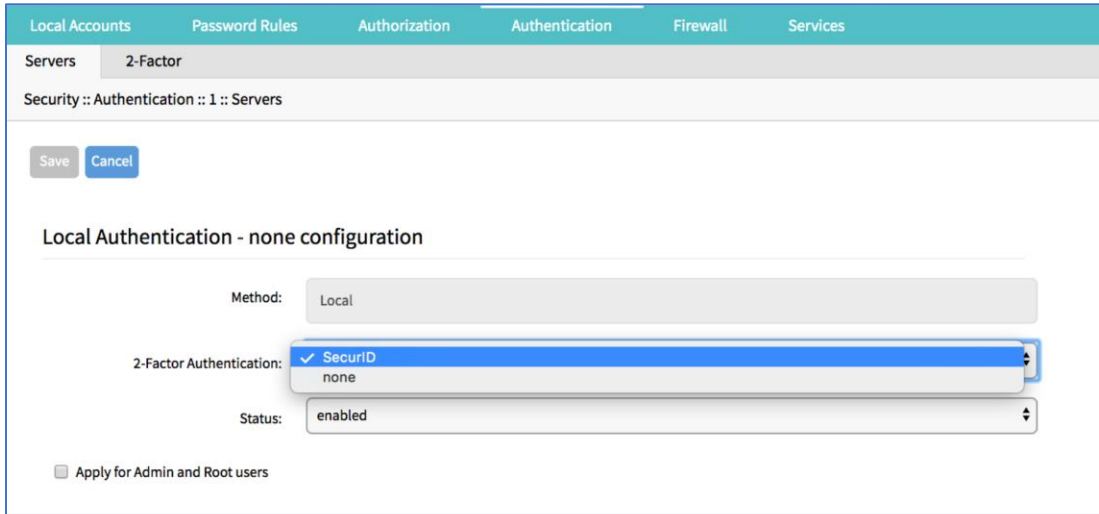 Local Accounts Password Rules Authorization Authentication Firewall Services
Servers 2-Factor
Security :: Authentication :: 1 :: Servers
Save Cancel
Local Authentication - none configuration
Method: Local
2-Factor Authentication: ✓ SecurID
none
Status: enabled
Apply for Admin and Root users